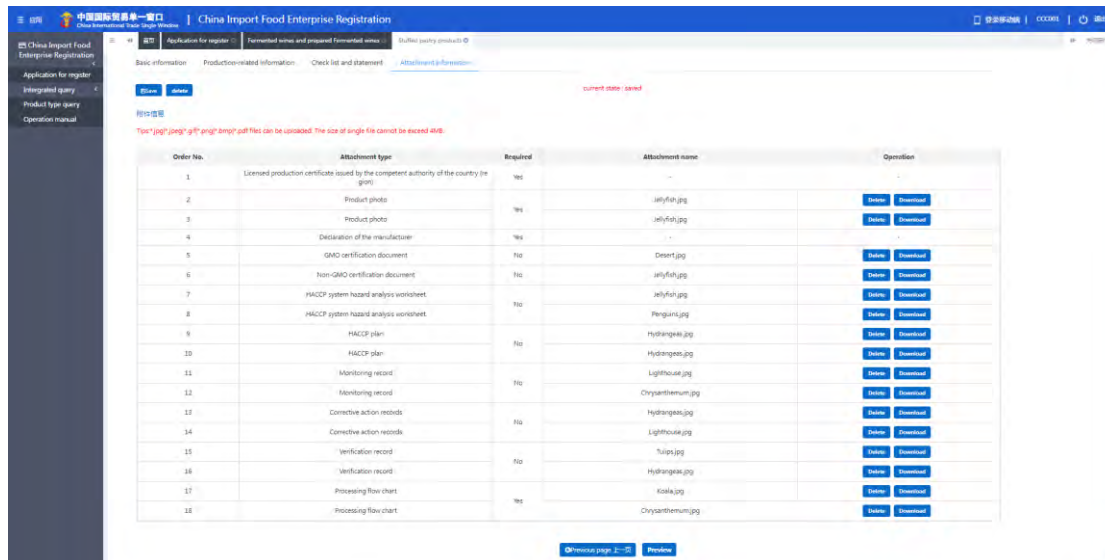 中国国际贸易单一窗口
China International Trade Single Window
China Import Food Enterprise Registration
CCC001
China Import Food
Enterprise Registration
Application for register
Intergrated query
Product type query
Operation manual
Application for register
Fermented wines and prepared Fermented wines
Stuffed pastry products
Basic information Production-related information Check list and statement Attachment information
Save delete
current state : saved
附件信息
Tips:*.jpg|*.jpeg|*.gif|*.png|*.bmp|*.pdf files can be uploaded. The size of single file cannot be exceed 4MB.
Order No. Attachment type Required Attachment name Operation
1 Licensed production certificate issued by the competent authority of the country (re
gion) Yes - -
2 Product photo Yes Jellyfish.jpg Delete Download
3 Product photo Jellyfish.jpg Delete Download
4 Declaration of the manufacturer Yes - -
5 GMO certification document No Desert.jpg Delete Download
6 Non-GMO certification document No Jellyfish.jpg Delete Download
7 HACCP system hazard analysis worksheet No Jellyfish.jpg Delete Download
8 HACCP system hazard analysis worksheet Penguins.jpg Delete Download
9 HACCP plan No Hydrangeas.jpg Delete Download
10 HACCP plan Hydrangeas.jpg Delete Download
11 Monitoring record No Lighthouse.jpg Delete Download
12 Monitoring record Chrysanthemum.jpg Delete Download
13 Corrective action records No Hydrangeas.jpg Delete Download
14 Corrective action records Lighthouse.jpg Delete Download
15 Verification record No Tulips.jpg Delete Download
16 Verification record Hydrangeas.jpg Delete Download
17 Processing flow chart Yes Koala.jpg Delete Download
18 Processing flow chart Chrysanthemum.jpg Delete Download
Previous page 上一页 Preview